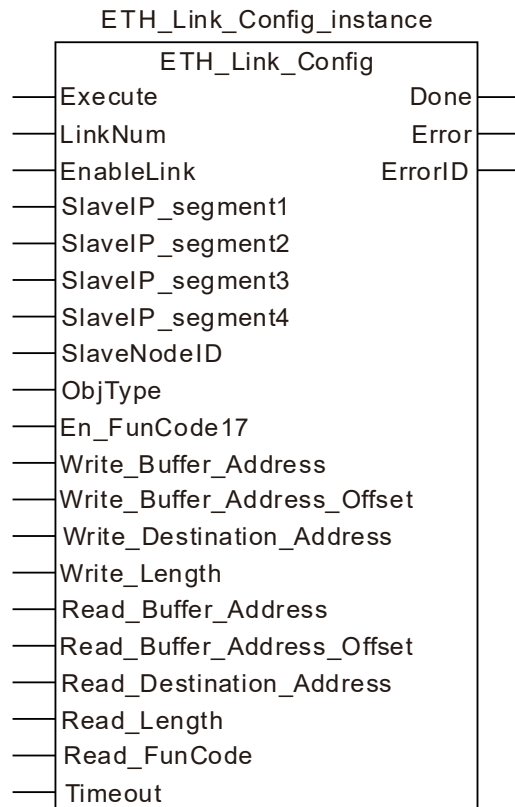 ETH_Link_Config_instance
ETH_Link_Config
Execute Done
LinkNum Error
EnableLink ErrorID
SlaveIP_segment1
SlaveIP_segment2
SlaveIP_segment3
SlaveIP_segment4
SlaveNodeID
ObjType
En_FunCode17
Write_Buffer_Address
Write_Buffer_Address_Offset
Write_Destination_Address
Write_Length
Read_Buffer_Address
Read_Buffer_Address_Offset
Read_Destination_Address
Read_Length
Read_FunCode
Timeout